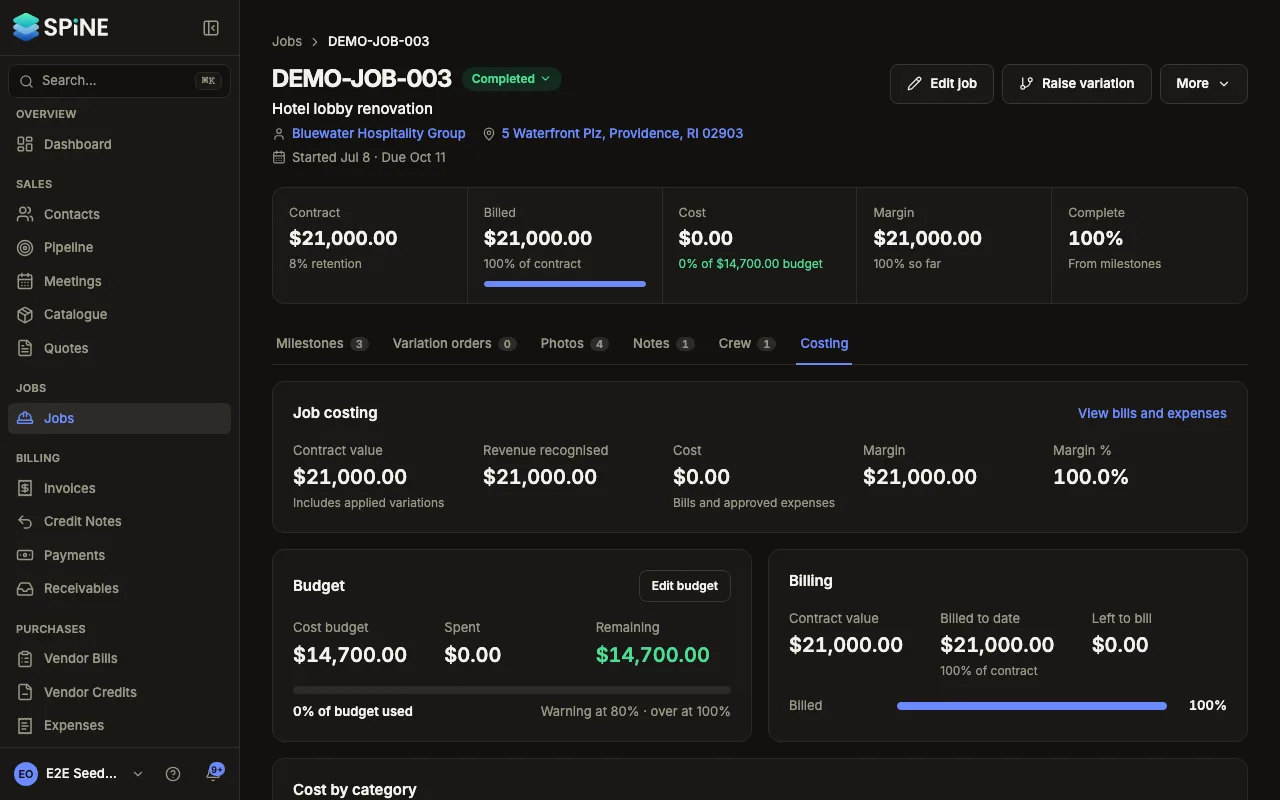 SPiNE
Search... ⌘K
OVERVIEW
Dashboard
SALES
Contacts
Pipeline
Meetings
Catalogue
Quotes
JOBS
Jobs
BILLING
Invoices
Credit Notes
Payments
Receivables
PURCHASES
Vendor Bills
Vendor Credits
Expenses
EO E2E Seed... 9+
Jobs > DEMO-JOB-003
DEMO-JOB-003 Completed
Edit job Raise variation More
Hotel lobby renovation
Bluewater Hospitality Group 5 Waterfront Plz, Providence, RI 02903
Started Jul 8 · Due Oct 11
Contract Billed Cost Margin Complete
$21,000.00 $21,000.00 $0.00 $21,000.00 100%
8% retention 100% of contract 0% of $14,700.00 budget 100% so far From milestones
Milestones 3 Variation orders 0 Photos 4 Notes 1 Crew 1 Costing
Job costing View bills and expenses
Contract value Revenue recognised Cost Margin Margin %
$21,000.00 $21,000.00 $0.00 $21,000.00 100.0%
Includes applied variations Bills and approved expenses
Budget Edit budget
Cost budget Spent Remaining
$14,700.00 $0.00 $14,700.00
0% of budget used Warning at 80% · over at 100%
Billing
Contract value Billed to date Left to bill
$21,000.00 $21,000.00 $0.00
100% of contract
Billed 100%
Cost by category